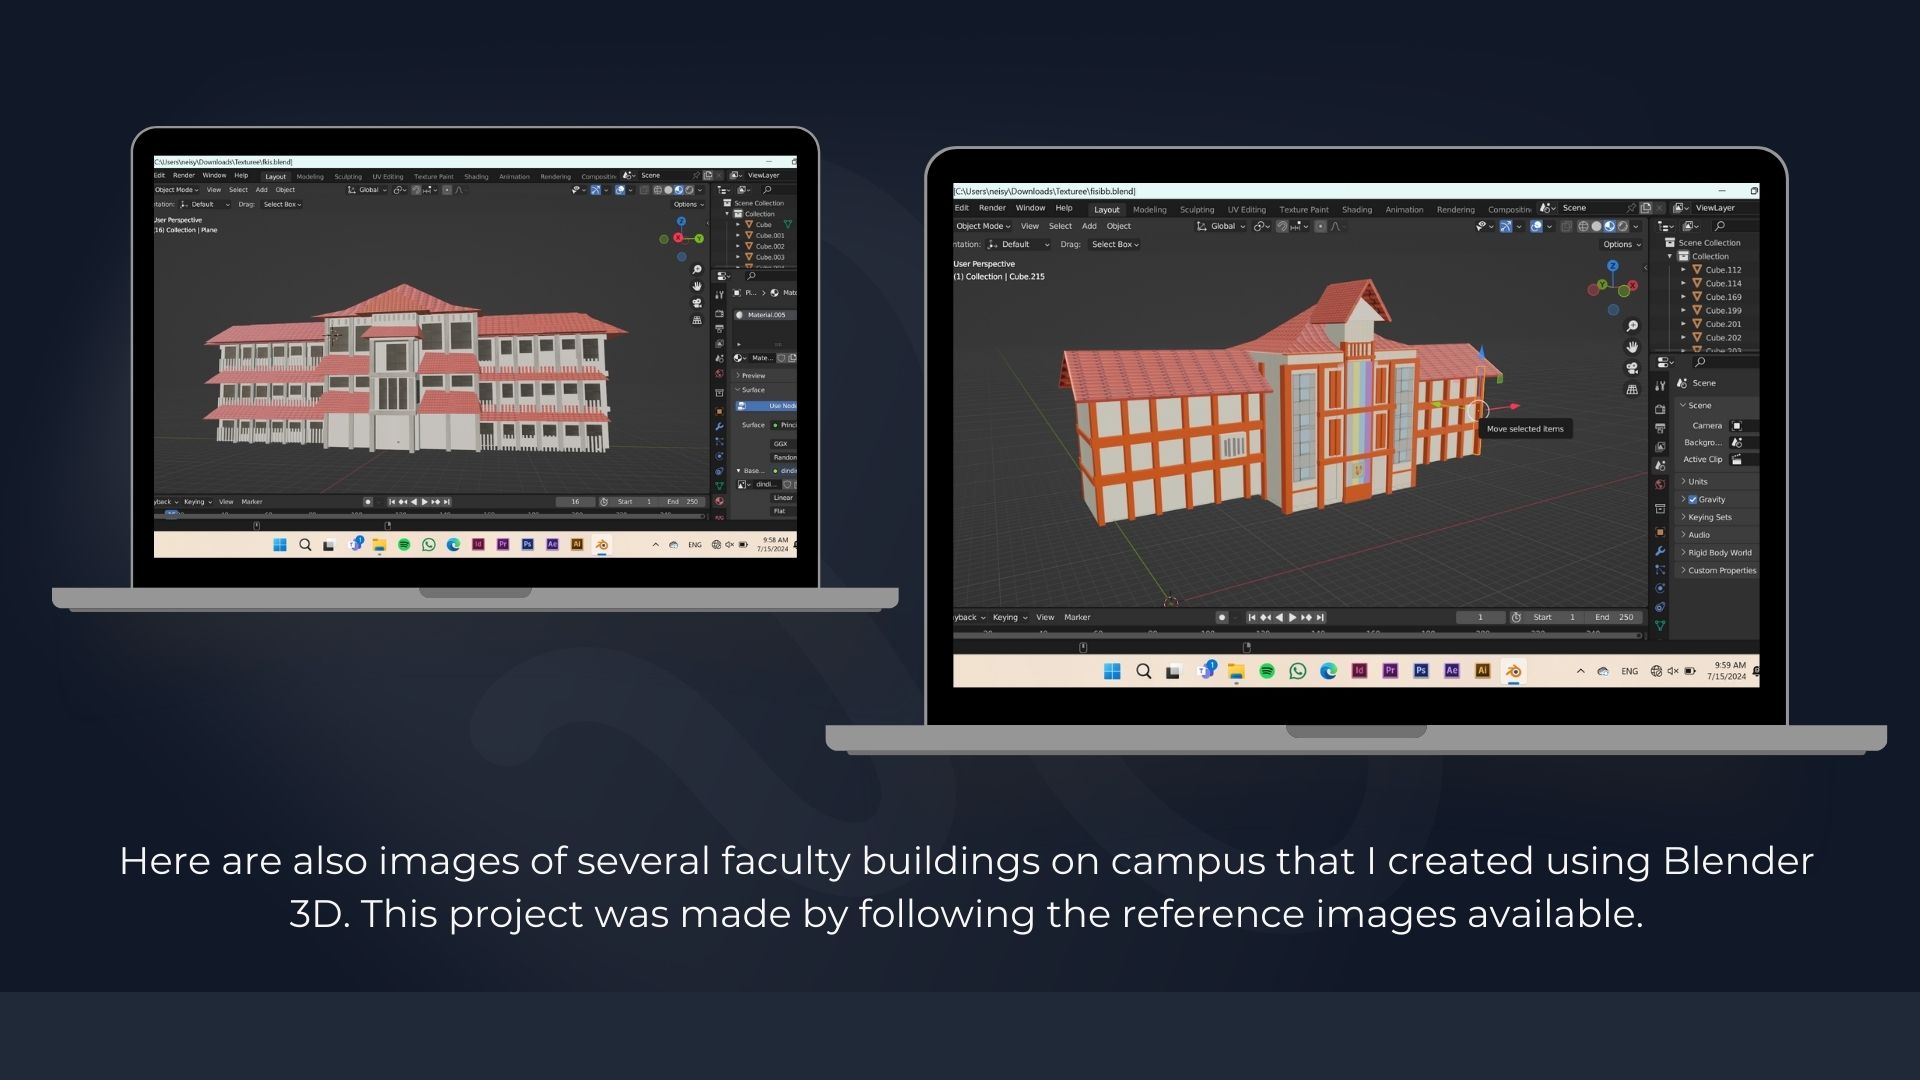 C:\Users\neisy\Downloads\Texturee\fkis.blend]
Edit Render Window Help Layout Modeling Sculpting UV Editing Texture Paint Shading Animation Rendering Compositin Scene ViewLayer
Object Mode View Select Add Object Global
Default Drag: Select Box Options
User Perspective
(16) Collection | Plane
Scene Collection
Collection
Cube
Cube.001
Cube.002
Cube.003
Material.005
Mate...
Preview
Surface
Use Node
Surface Princi
GGX
Random
Base... dindi
dindi...
Linear
Flat
yback Keying View Marker 16 Start 1 End 250
ENG 9:58 AM
7/15/2024
[C:\Users\neisy\Downloads\Texturee\fisibb.blend]
Edit Render Window Help Layout Modeling Sculpting UV Editing Texture Paint Shading Animation Rendering Compositin Scene ViewLayer
Object Mode View Select Add Object Global
ntation: Default Drag: Select Box Options
User Perspective
(1) Collection | Cube.215
Scene Collection
Collection
Cube.112
Cube.114
Cube.169
Cube.199
Cube.201
Cube.202
Cube.203
Scene
Scene
Camera
Backgro...
Active Clip
Units
Gravity
Keying Sets
Audio
Rigid Body World
Custom Properties
Move selected items
yback Keying View Marker 1 Start 1 End 250
ENG 9:59 AM
7/15/2024
Here are also images of several faculty buildings on campus that I created using Blender
3D. This project was made by following the reference images available.